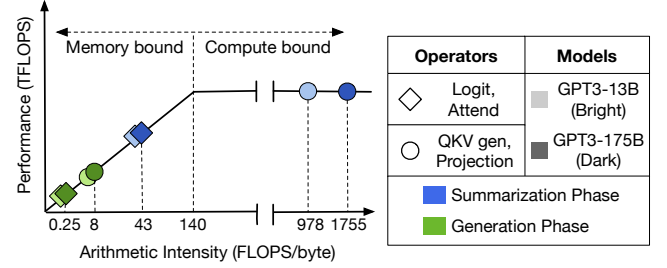 Performance (TFLOPS)
Memory bound
Compute bound
0.25
8
43
140
978
1755
Arithmetic Intensity (FLOPS/byte)
Operators
Models
Logit,
Attend
GPT3-13B
(Bright)
QKV gen,
Projection
GPT3-175B
(Dark)
Summarization Phase
Generation Phase